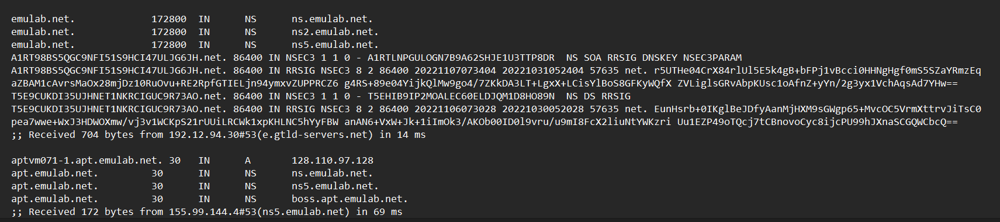 emulab.net. 172800 IN NS ns.emulab.net.
emulab.net. 172800 IN NS ns2.emulab.net.
emulab.net. 172800 IN NS ns5.emulab.net.
A1RT98BS5QGC9NFI51S9HCI47ULJG6JH.net. 86400 IN NSEC3 1 1 0 - A1RTLNPGULOGN7B9A62SHJE1U3TTP8DR NS SOA RRSIG DNSKEY NSEC3PARAM
A1RT98BS5QGC9NFI51S9HCI47ULJG6JH.net. 86400 IN RRSIG NSEC3 8 2 86400 20221107073404 20221031052404 57635 net. r5UTHe04CrX84rlUl5E5k4gB+bFPj1vBcci0HHNgHgf0mS5SZaYRmzEq
aZBAM1cAvrsMaOx28mjDz10RuOvu+RE2RpfGTIELjn94ymxvZUPPRCZ6 g4RS+89e04YijkQlMw9go4/7ZKkDA3LT+LgxX+LCisYlBoS8GFKyWQfX ZVLiglsGRvAbpKUsc1oAfnZ+yYn/2g3yx1VchAqsAd7YHw==
T5E9CUKDI35UJHNET1NKRCIGUC9R73AO.net. 86400 IN NSEC3 1 1 0 - T5EHIB9IP2MOALEC60ELDJQM1D8HO89N NS DS RRSIG
T5E9CUKDI35UJHNET1NKRCIGUC9R73AO.net. 86400 IN RRSIG NSEC3 8 2 86400 20221106073028 20221030052028 57635 net. EunHsrb+0IKglBeJDfyAanMjHXM9sGWgp65+MvcOC5VrmXttrvJiTsC0
pea7wwe+WxJ3HDWOXmw/vj3v1WCKpS21rUUiLRCWk1xpKHLNC5hYyFBW anAN6+VxW+Jk+1iImOk3/AKOb00ID0l9vru/u9mI8FcX2liuNtYWKzri Uu1EZP49oTQcj7tCBnovoCyc8ijcPU99hJXnaSCGQWCbcQ==
;; Received 704 bytes from 192.12.94.30#53(e.gtld-servers.net) in 14 ms
aptvm071-1.apt.emulab.net. 30 IN A 128.110.97.128
apt.emulab.net. 30 IN NS ns.emulab.net.
apt.emulab.net. 30 IN NS ns5.emulab.net.
apt.emulab.net. 30 IN NS boss.apt.emulab.net.
;; Received 172 bytes from 155.99.144.4#53(ns5.emulab.net) in 69 ms